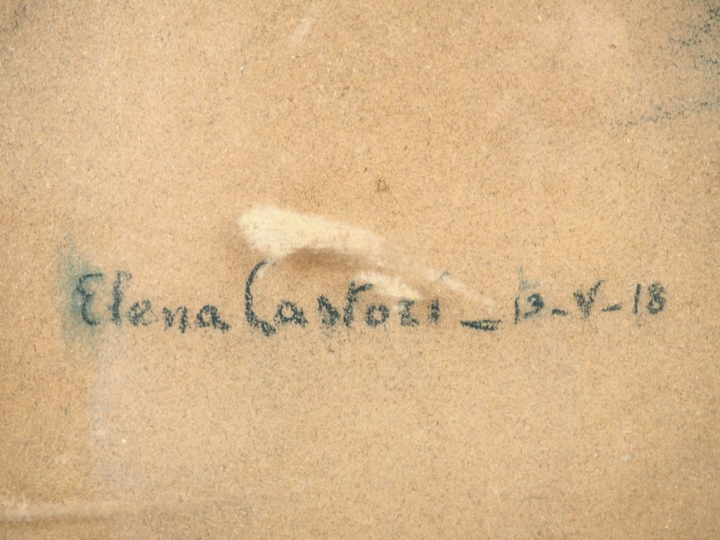 Elena Castori – 13-V-18